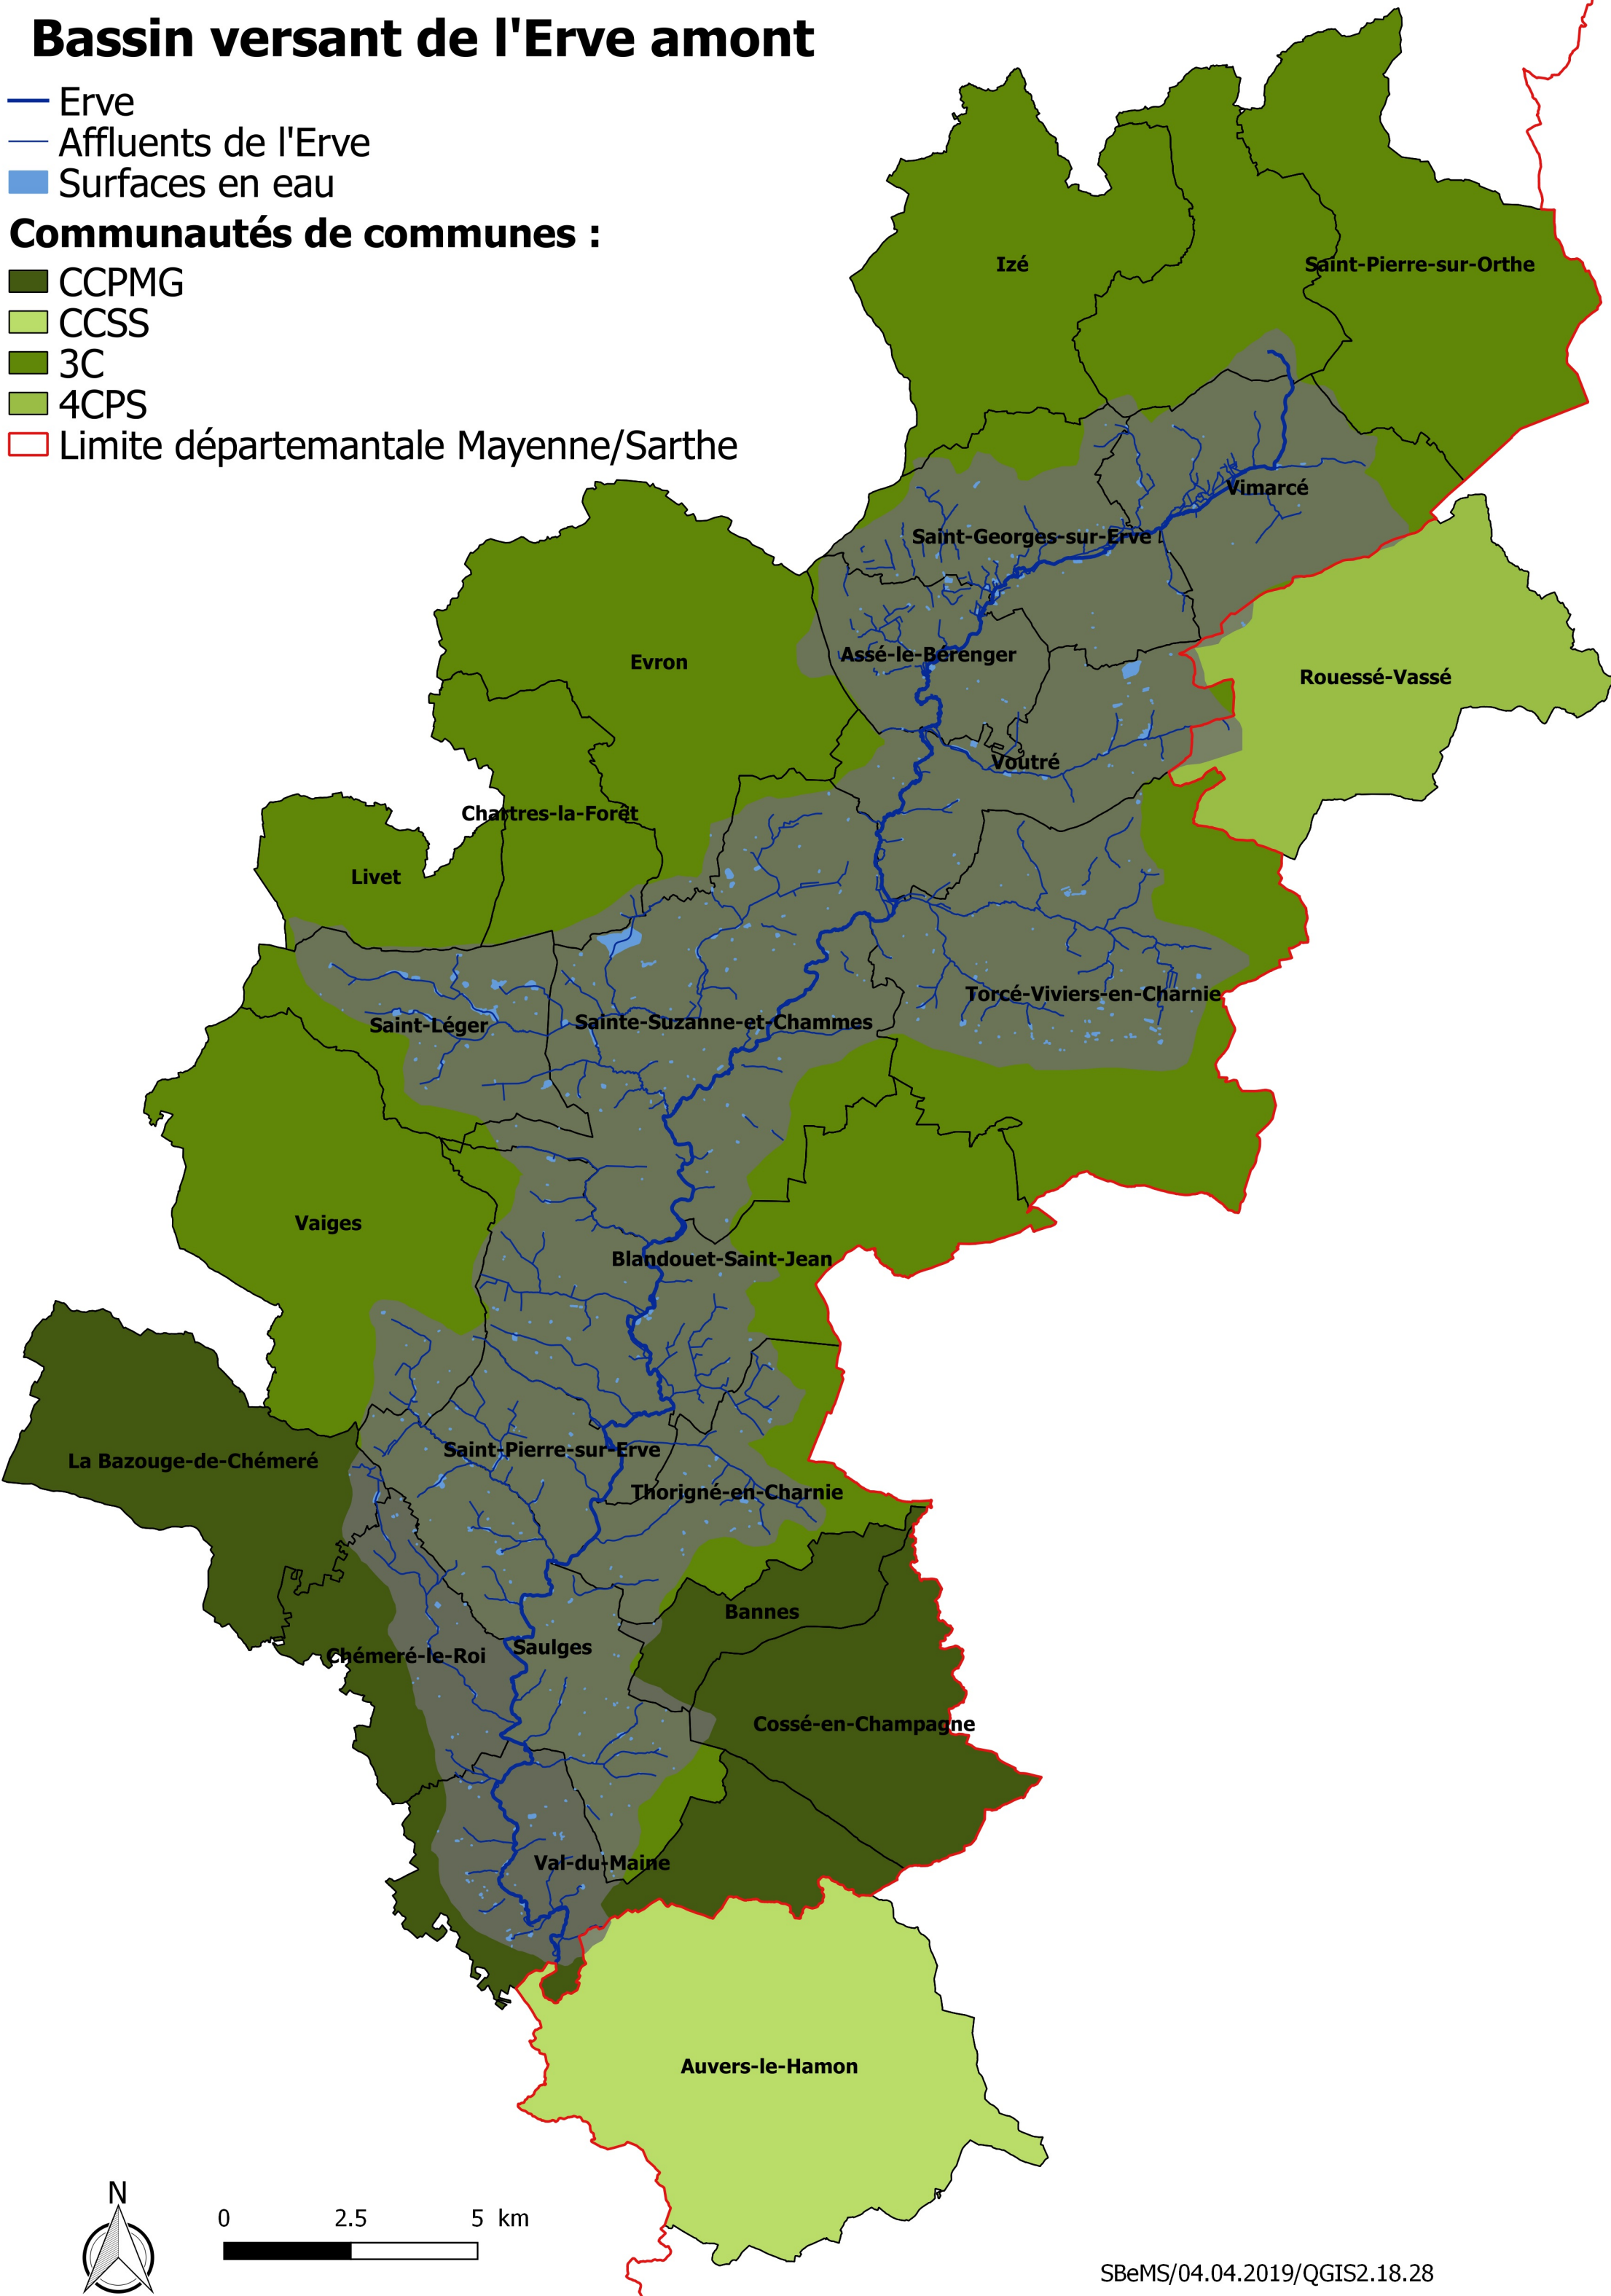 Bassin versant de l'Erve amont
Erve
Affluents de l'Erve
Surfaces en eau
Communautés de communes :
CCPMG
CCSS
3C
4CPS
Limite départemantale Mayenne/Sarthe
Izé
Saint-Pierre-sur-Orthe
Vimarcé
Saint-Georges-sur-Erve
Assé-le-Bérenger
Evron
Rouessé-Vassé
Voutré
Chartres-la-Forêt
Livet
Torcé-Viviers-en-Charnie
Saint-Léger
Sainte-Suzanne-et-Chammes
Vaiges
Blandouet-Saint-Jean
Saint-Pierre-sur-Erve
La Bazouge-de-Chémeré
Thorigné-en-Charnie
Bannes
Saulges
Chémeré-le-Roi
Cossé-en-Champagne
Val-du-Maine
Auvers-le-Hamon
N
0 2.5 5 km
SBeMS/04.04.2019/QGIS2.18.28